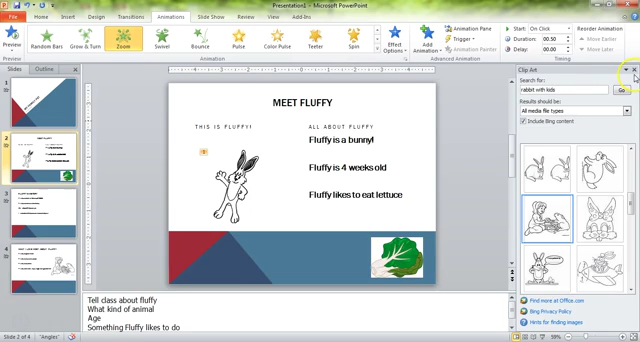 Presentation1 - Microsoft PowerPoint
File Home Insert Design Transitions Animations Slide Show Review View Add-Ins
Preview
Random Bars
Grow & Turn
Zoom
Swivel
Bounce
Pulse
Color Pulse
Teeter
Spin
Effect Options
Add Animation
Animation Pane
Trigger
Animation Painter
Start: On Click
Duration: 00.50
Delay: 00.00
Reorder Animation
Move Earlier
Move Later
Preview
Animation
Advanced Animation
Timing
Slides Outline
1
2
3
4
MEET FLUFFY
THIS IS FLUFFY!
ALL ABOUT FLUFFY
Fluffy is a bunny!
Fluffy is 4 weeks old
Fluffy likes to eat lettuce
Tell class about fluffy
What kind of animal
Age
Something Fluffy likes to do
Clip Art
Search for:
rabbit with kids
Go
Results should be:
All media file types
Include Bing content
Find more at Office.com
Bing Privacy Policy
Hints for finding images
Slide 2 of 4
"Angles"
59%